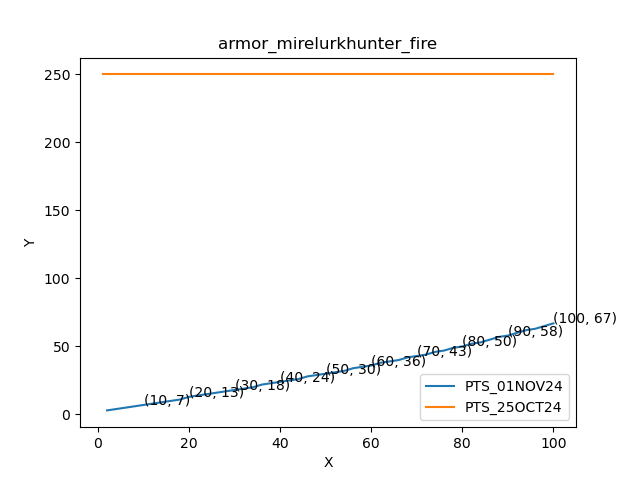 armor_mirelurkhunter_fire
250
200
150
100
50
0
Y
(10, 7)
(20, 13)
(30, 18)
(40, 24)
(50, 30)
(60, 36)
(70, 43)
(80, 50)
(90, 58)
(100, 67)
PTS_01NOV24
PTS_25OCT24
0 20 40 60 80 100
X